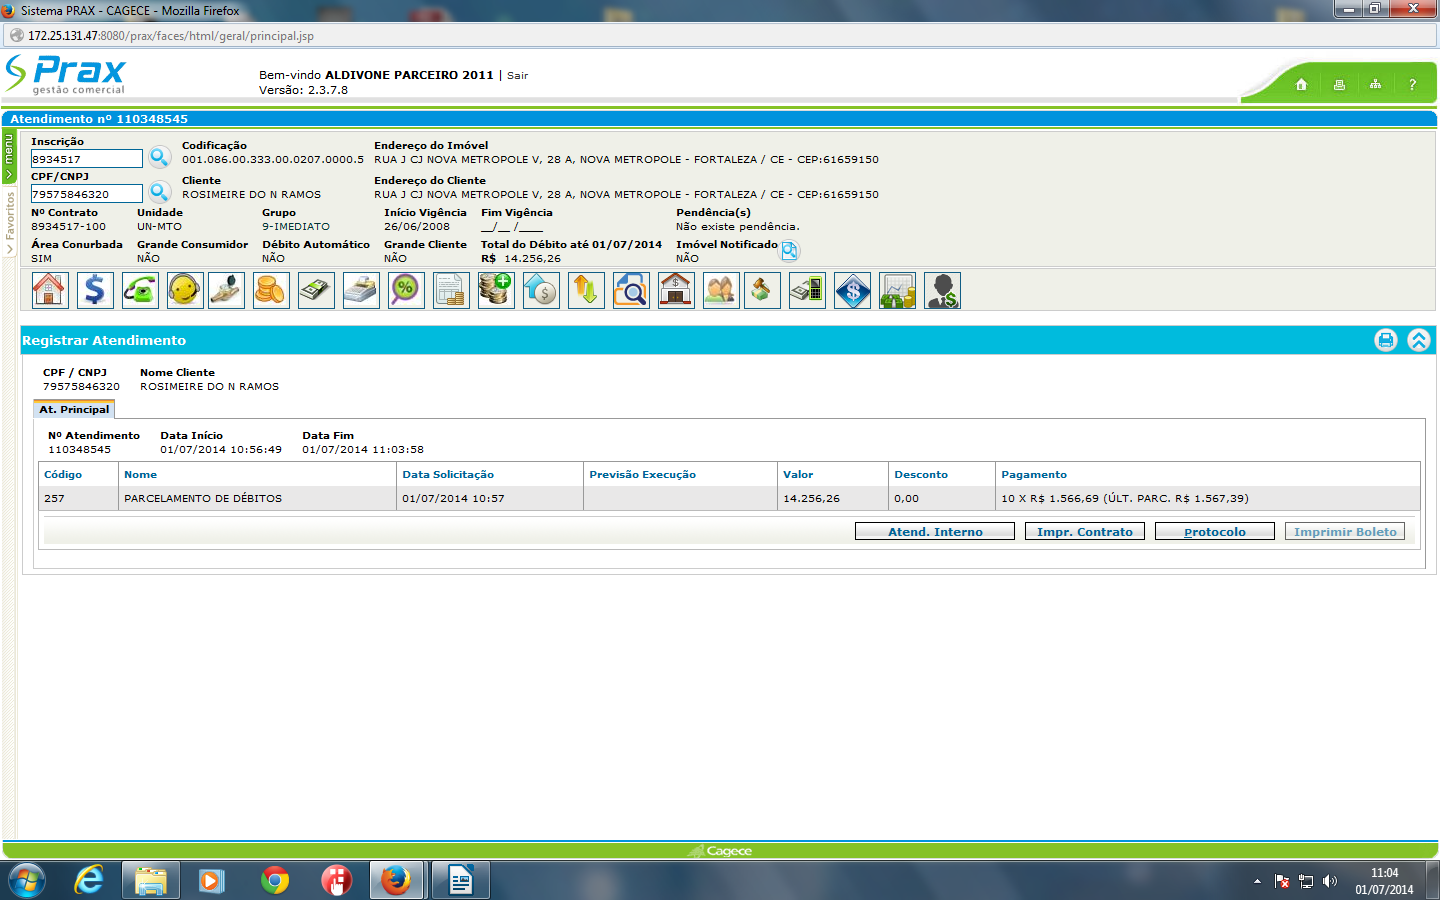 Sistema PRAX - CAGECE - Mozilla Firefox
172.25.131.47:8080/prax/faces/html/geral/principal.jsp
Prax
gestão comercial
Bem-vindo ALDIVONE PARCEIRO 2011 | Sair
Versão: 2.3.7.8
?
Atendimento nº 110348545
menu
Favoritos
Inscrição Codificação Endereço do Imóvel
8934517 001.086.00.333.00.0207.0000.5 RUA J CJ NOVA METROPOLE V, 28 A, NOVA METROPOLE - FORTALEZA / CE - CEP:61659150
CPF/CNPJ Cliente Endereço do Cliente
79575846320 ROSIMEIRE DO N RAMOS RUA J CJ NOVA METROPOLE V, 28 A, NOVA METROPOLE - FORTALEZA / CE - CEP:61659150
Nº Contrato Unidade Grupo Início Vigência Fim Vigência Pendência(s)
8934517-100 UN-MTO 9-IMEDIATO 26/06/2008 __/__ /____ Não existe pendência.
Área Conurbada Grande Consumidor Débito Automático Grande Cliente Total do Débito até 01/07/2014 Imóvel Notificado
SIM NÃO NÃO NÃO R$ 14.256,26 NÃO
Registrar Atendimento
CPF / CNPJ Nome Cliente
79575846320 ROSIMEIRE DO N RAMOS
At. Principal
Nº Atendimento Data Início Data Fim
110348545 01/07/2014 10:56:49 01/07/2014 11:03:58
Código Nome Data Solicitação Previsão Execução Valor Desconto Pagamento
257 PARCELAMENTO DE DÉBITOS 01/07/2014 10:57 14.256,26 0,00 10 X R$ 1.566,69 (ÚLT. PARC. R$ 1.567,39)
Atend. Interno Impr. Contrato Protocolo Imprimir Boleto
Cagece
11:04
01/07/2014